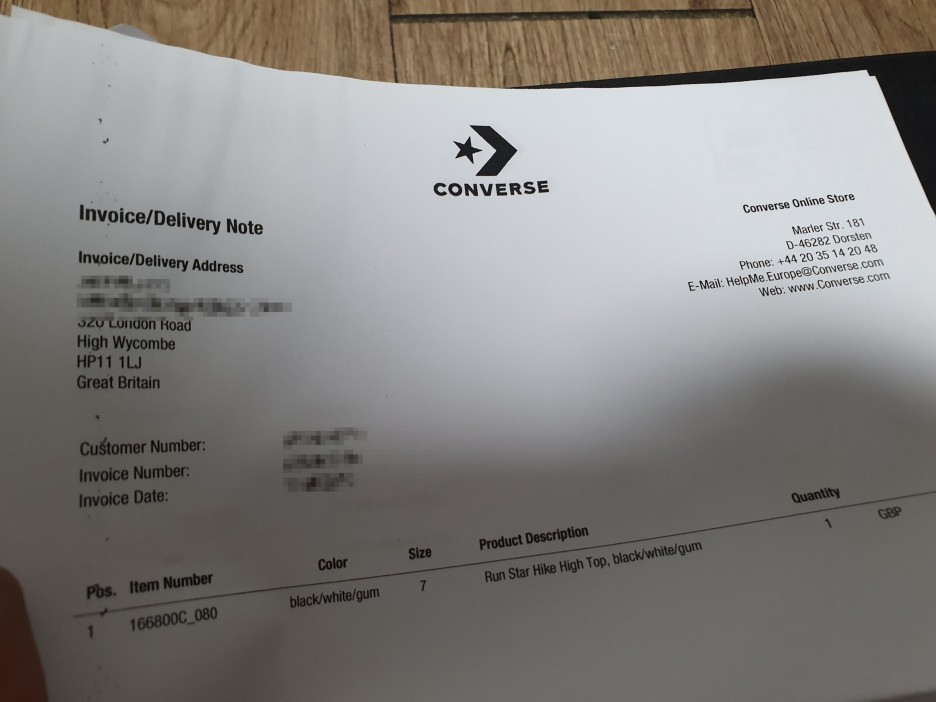 CONVERSE
Converse Online Store
Marler Str. 181
D-46282 Dorsten
Phone: +44 20 35 14 20 48
E-Mail: HelpMe.Europe@Converse.com
Web: www.Converse.com
Invoice/Delivery Note
Invoice/Delivery Address
320 London Road
High Wycombe
HP11 1LJ
Great Britain
Customer Number:
Invoice Number:
Invoice Date:
Pos. Item Number Color Size Product Description Quantity
1 166800C_080 black/white/gum 7 Run Star Hike High Top, black/white/gum 1 GBP